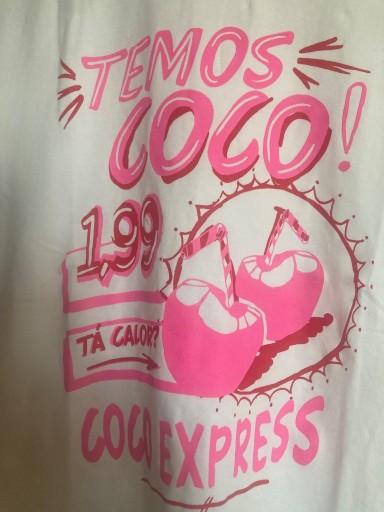 TEMOS
COCO!
1,99
TÁ CALOR?
COCO EXPRESS